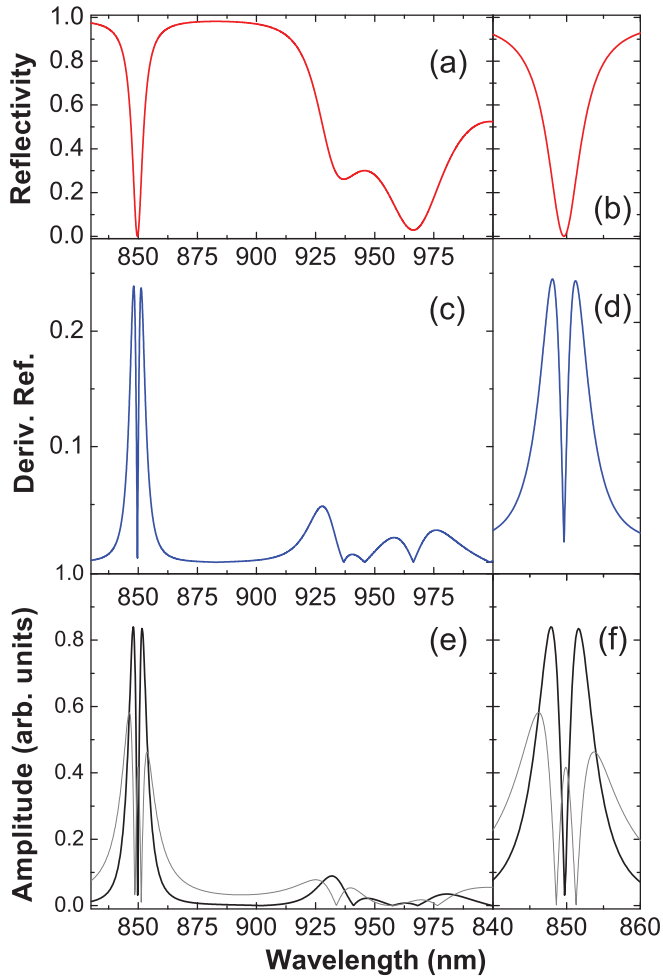 1.0
0.8
0.6
0.4
0.2
0.0
Reflectivity
(a)
(b)
850 875 900 925 950 975
850
0.2
0.1
Deriv. Ref.
(c)
(d)
1.0
850 875 900 925 950 975
850
0.8
0.6
0.4
0.2
0.0
Amplitude (arb. units)
(e)
(f)
850 875 900 925 950 975 840 850 860
Wavelength (nm)